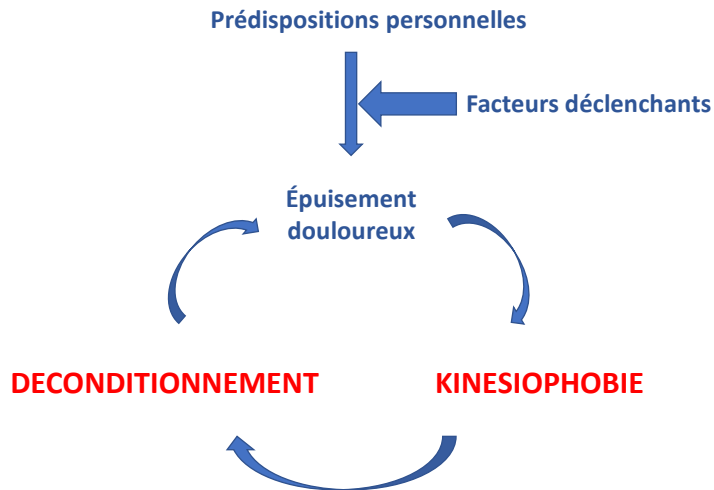 Prédispositions personnelles
Facteurs déclenchants
Épuisement
douloureux
DECONDITIONNEMENT
KINESIOPHOBIE